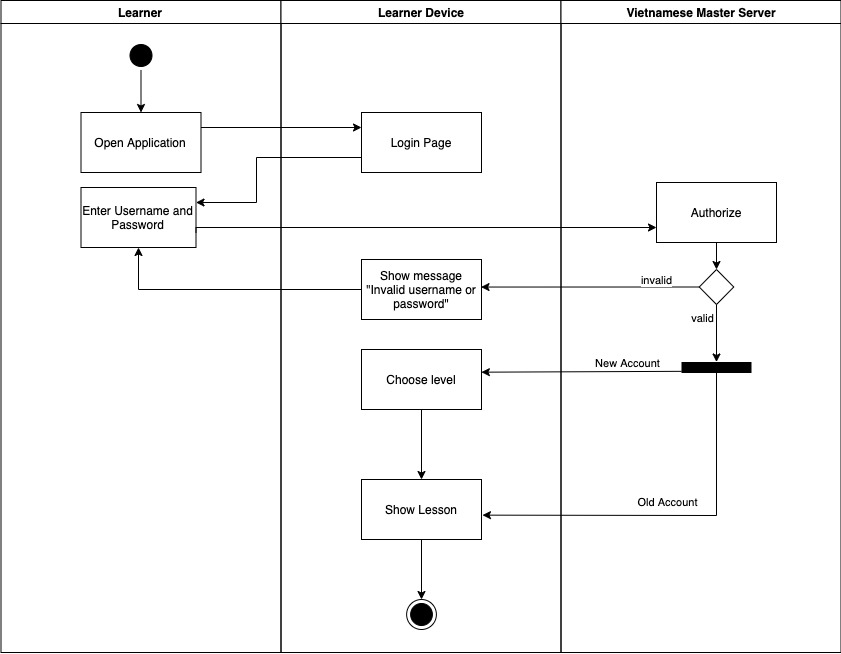 Learner
Learner Device
Vietnamese Master Server
Open Application
Login Page
Enter Username and
Password
Authorize
Show message
"Invalid username or
password"
invalid
valid
New Account
Choose level
Old Account
Show Lesson